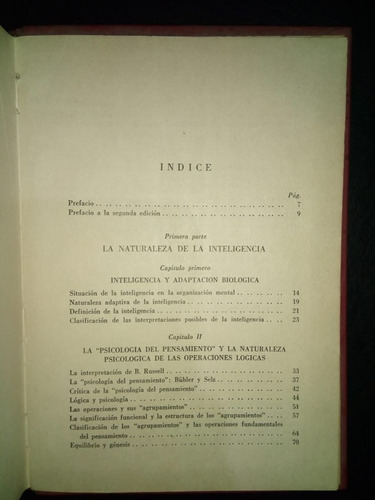 INDICE
Pág.
Prefacio .. .. .. .. .. .. .. .. .. .. .. .. .. .. .. .. .. 7
Prefacio a la segunda edición .. .. .. .. .. .. .. .. .. .. .. 9
Primera parte
LA NATURALEZA DE LA INTELIGENCIA
Capítulo primero
INTELIGENCIA Y ADAPTACION BIOLOGICA
Situación de la inteligencia en la organización mental .. .. .. .. .. 14
Naturaleza adaptiva de la inteligencia .. .. .. .. .. .. .. .. 19
Definición de la inteligencia .. .. .. .. .. .. .. .. .. .. .. 21
Clasificación de las interpretaciones posibles de la inteligencia .. .. .. 23
Capítulo II
LA "PSICOLOGIA DEL PENSAMIENTO" Y LA NATURALEZA
PSICOLOGICA DE LAS OPERACIONES LOGICAS
La interpretación de B. Russell .. .. .. .. .. .. .. .. .. .. 33
La "psicología del pensamiento": Bühler y Selz .. .. .. .. .. .. 37
Crítica de la "psicología del pensamiento" .. .. .. .. .. .. .. 42
Lógica y psicología .. .. .. .. .. .. .. .. .. .. .. .. .. 44
Las operaciones y sus "agrupamientos" .. .. .. .. .. .. .. .. 51
La significación funcional y la estructura de los "agrupamientos" .. .. 57
Clasificación de los "agrupamientos" y las operaciones fundamentales
del pensamiento .. .. .. .. .. .. .. .. .. .. .. .. .. 64
Equilibrio y génesis .. .. .. .. .. .. .. .. .. .. .. .. .. 70